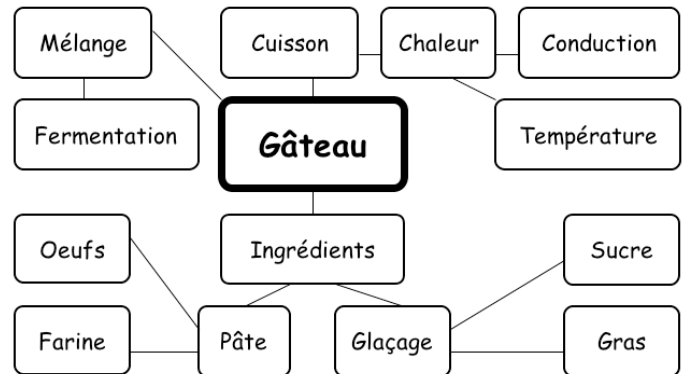 Mélange
Cuisson
Chaleur
Conduction
Fermentation
Gâteau
Température
Oeufs
Ingrédients
Sucre
Farine
Pâte
Glaçage
Gras